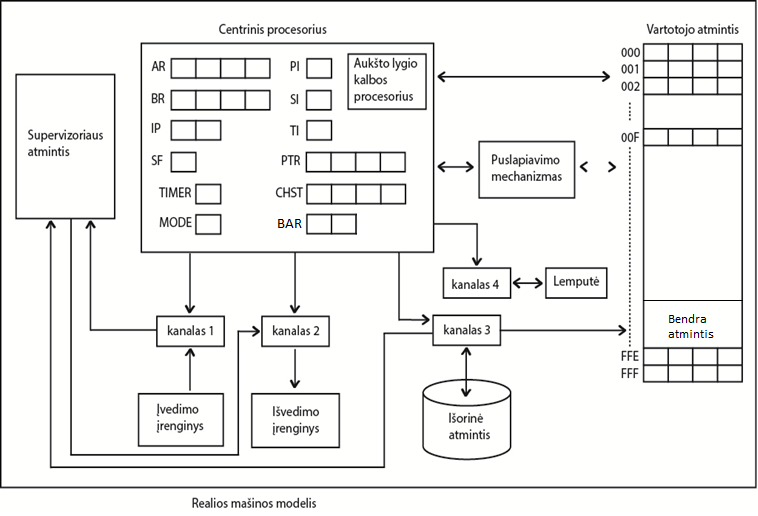 Centrinis procesorius
Vartotojo atmintis
Supervizoriaus
atmintis
AR
BR
IP
SF
TIMER
MODE
PI
SI
TI
PTR
CHST
BAR
Aukšto lygio
kalbos
procesorius
Puslapiavimo
mechanizmas
000
001
002
00F
Bendra
atmintis
FFE
FFF
kanalas 4
Lemputė
kanalas 1
kanalas 2
kanalas 3
Įvedimo
įrenginys
Išvedimo
įrenginys
Išorinė
atmintis
Realios mašinos modelis